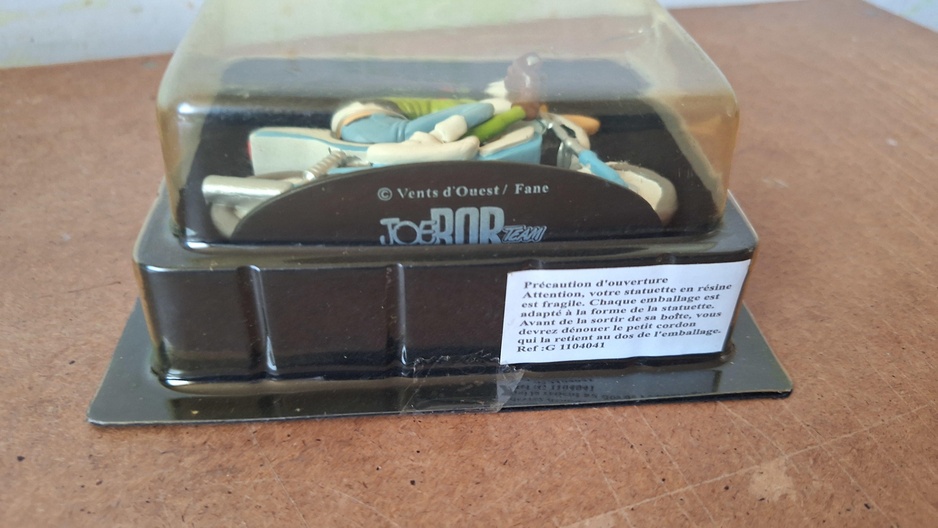 © Vents d'Ouest / Fane
JOE BAR TEAM
Précaution d'ouverture
Attention, votre statuette en résine
est fragile. Chaque emballage est
adapté à la forme de la statuette.
Avant de la sortir de sa boîte, vous
devrez dénouer le petit cordon
qui la retient au dos de l'emballage.
Ref :G 1104041